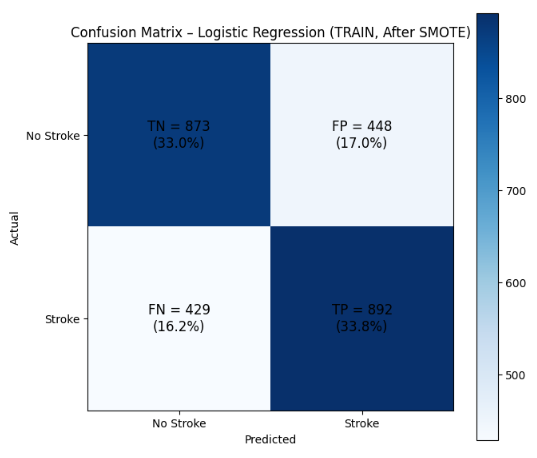 Confusion Matrix – Logistic Regression (TRAIN, After SMOTE)
No Stroke
TN = 873
(33.0%)
FP = 448
(17.0%)
Stroke
FN = 429
(16.2%)
TP = 892
(33.8%)
Actual
No Stroke
Stroke
Predicted
800
700
600
500